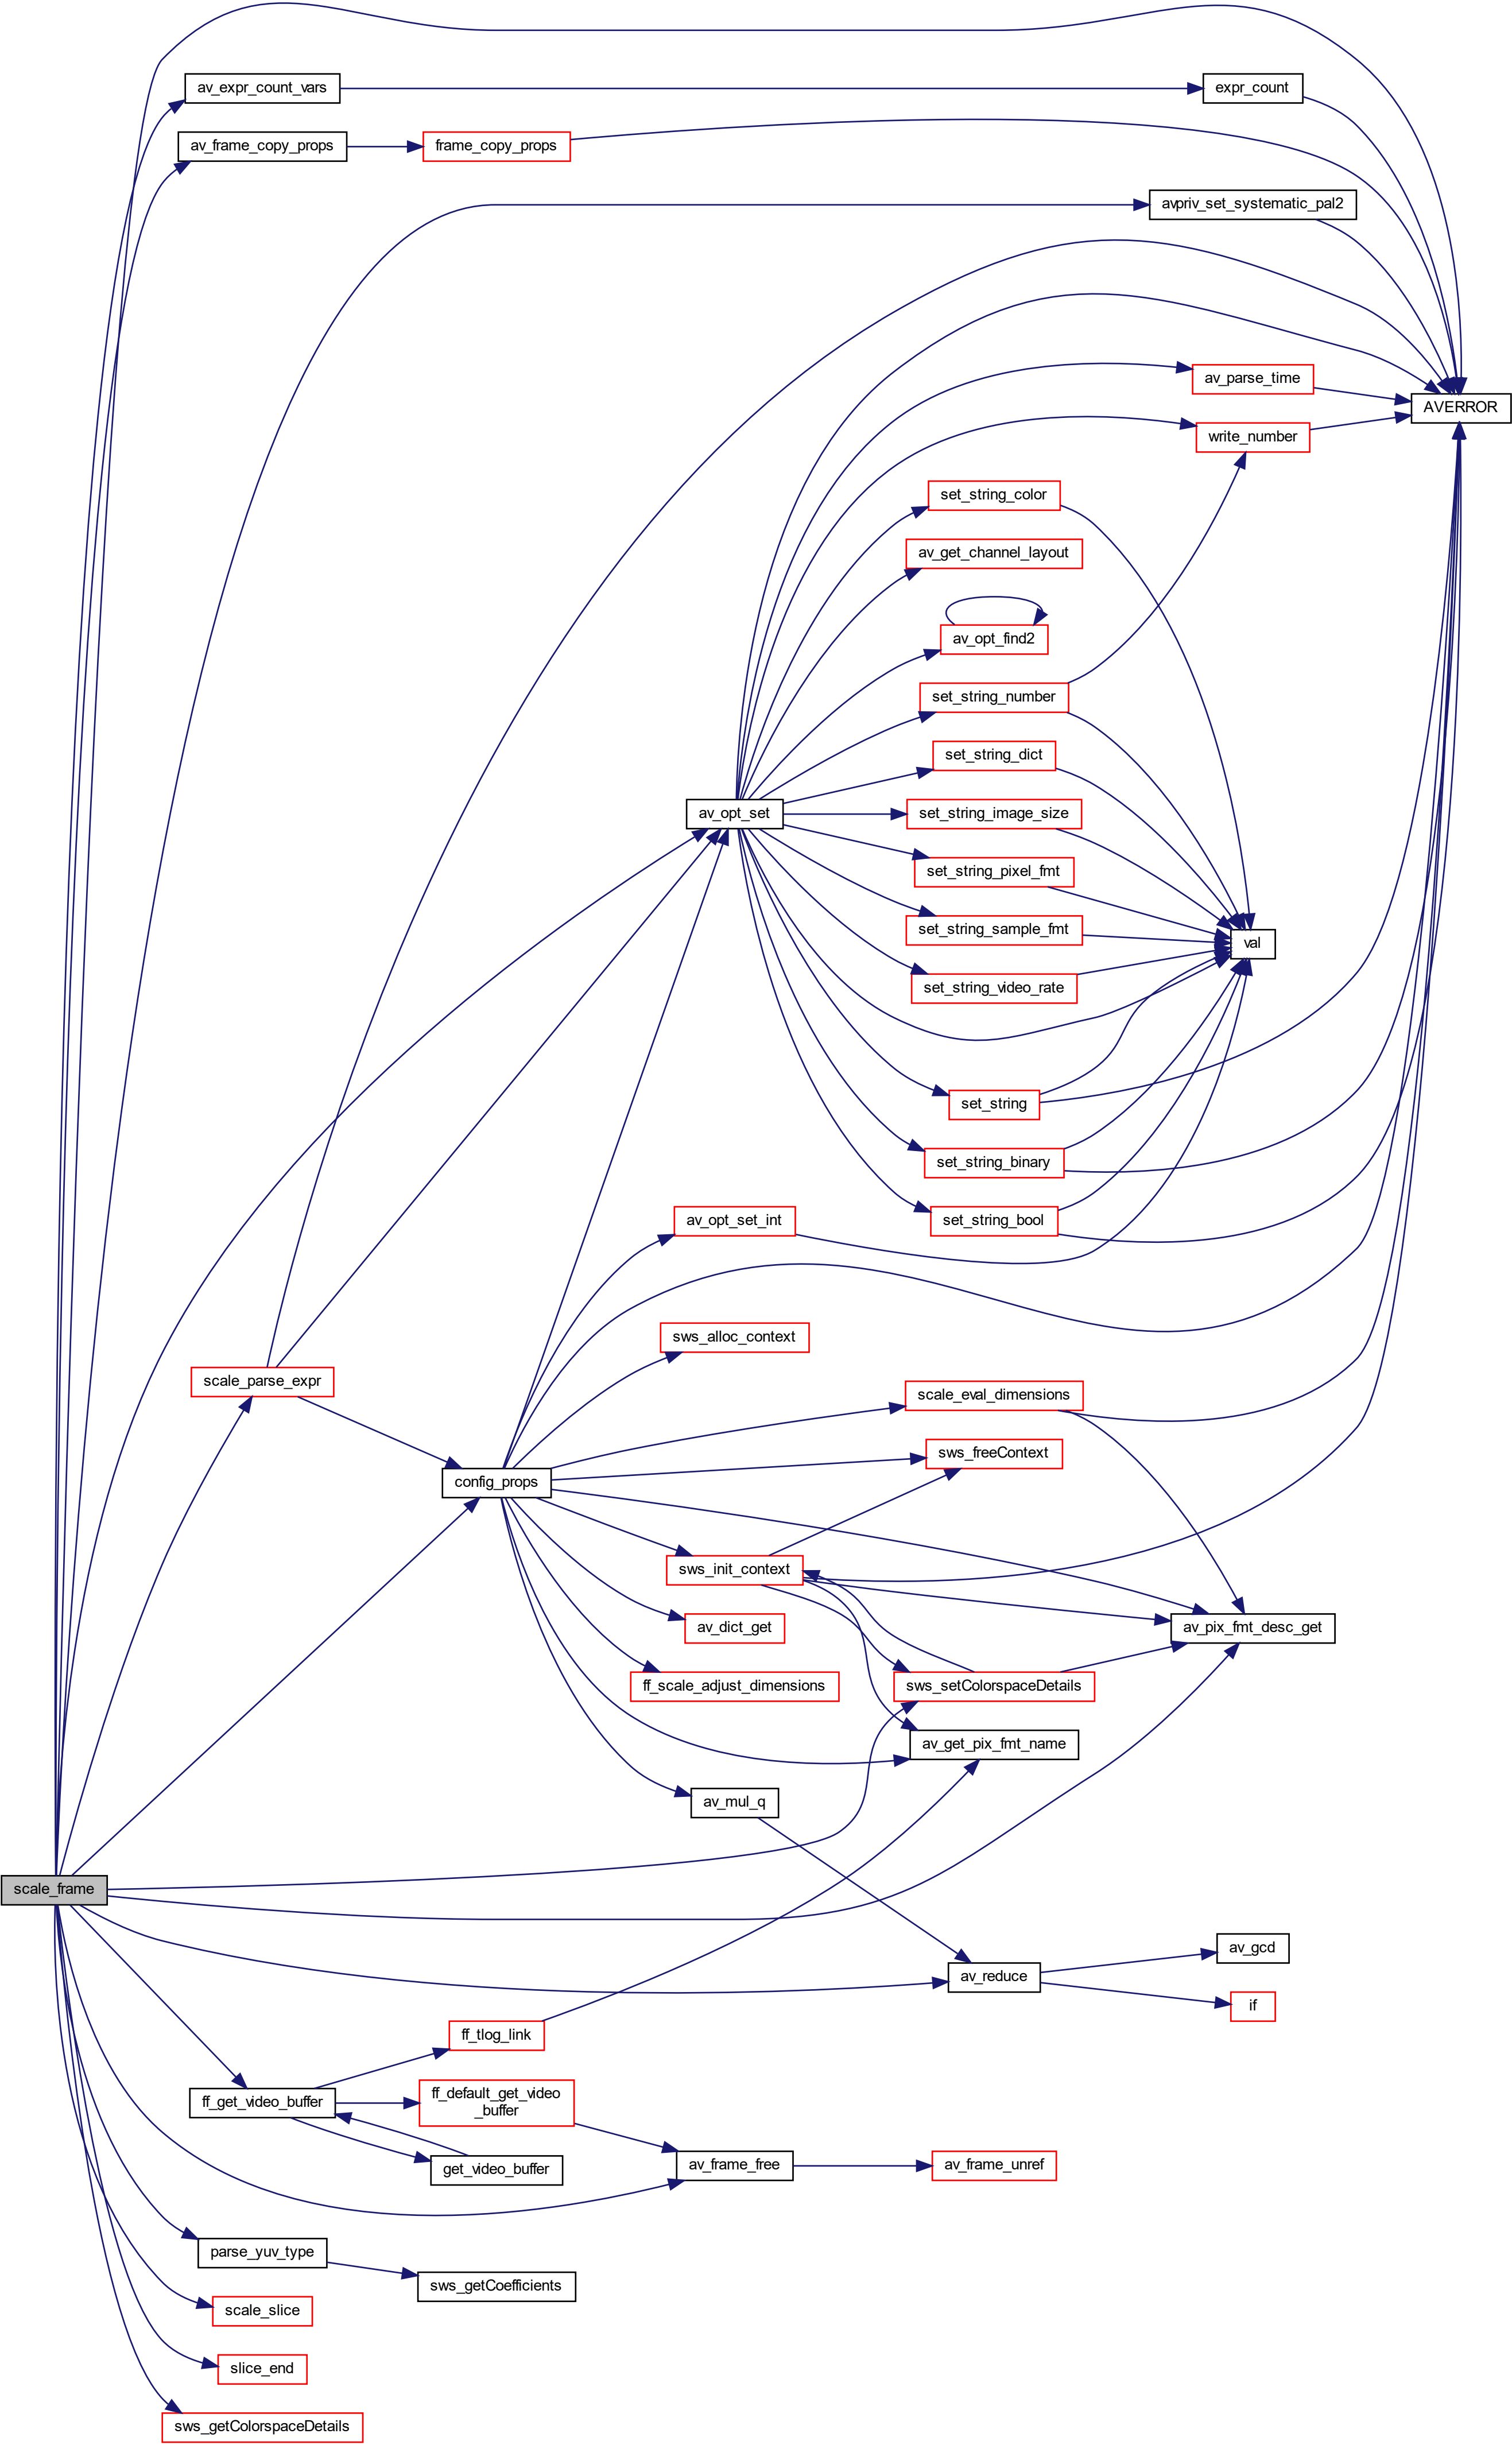 av_expr_count_vars
expr_count
av_frame_copy_props
frame_copy_props
avpriv_set_systematic_pal2
av_parse_time
AVERROR
write_number
set_string_color
av_get_channel_layout
av_opt_find2
set_string_number
set_string_dict
av_opt_set
set_string_image_size
set_string_pixel_fmt
set_string_sample_fmt
val
set_string_video_rate
set_string
set_string_binary
av_opt_set_int
set_string_bool
sws_alloc_context
scale_parse_expr
scale_eval_dimensions
sws_freeContext
config_props
sws_init_context
av_dict_get
av_pix_fmt_desc_get
ff_scale_adjust_dimensions
sws_setColorspaceDetails
av_get_pix_fmt_name
av_mul_q
scale_frame
av_gcd
av_reduce
if
ff_tlog_link
ff_get_video_buffer
ff_default_get_video
_buffer
get_video_buffer
av_frame_free
av_frame_unref
parse_yuv_type
sws_getCoefficients
scale_slice
slice_end
sws_getColorspaceDetails